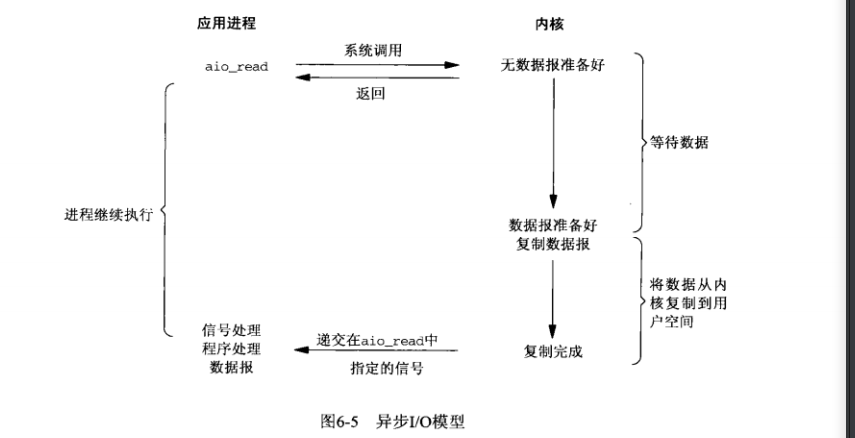 应用进程
内核
系统调用
aio_read
无数据报准备好
返回
等待数据
进程继续执行
数据报准备好
复制数据报
将数据从内
核复制到用
户空间
信号处理
程序处理
数据报
递交在aio_read中
指定的信号
复制完成
图6-5 异步I/O模型